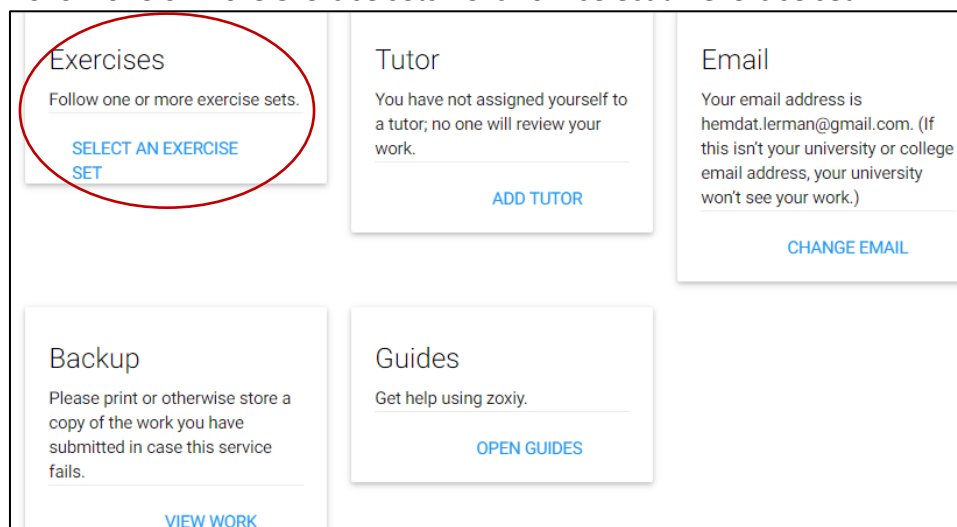 Exercises
Follow one or more exercise sets.
SELECT AN EXERCISE
SET
Tutor
You have not assigned yourself to
a tutor; no one will review your
work.
ADD TUTOR
Email
Your email address is
hemdat.lerman@gmail.com. (If
this isn't your university or college
email address, your university
won't see your work.)
CHANGE EMAIL
Backup
Please print or otherwise store a
copy of the work you have
submitted in case this service
fails.
VIEW WORK
Guides
Get help using zoxiy.
OPEN GUIDES